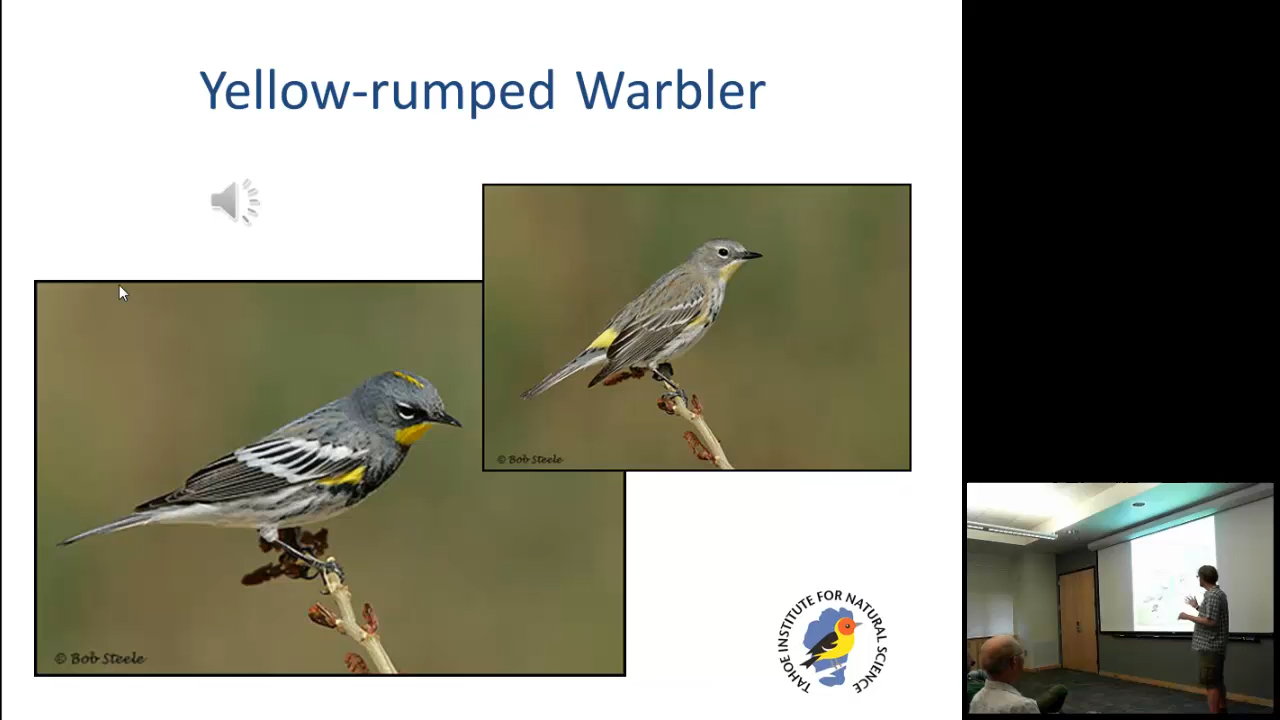 Yellow-rumped Warbler
© Bob Steele
© Bob Steele
TAHOE INSTITUTE FOR NATURAL SCIENCE